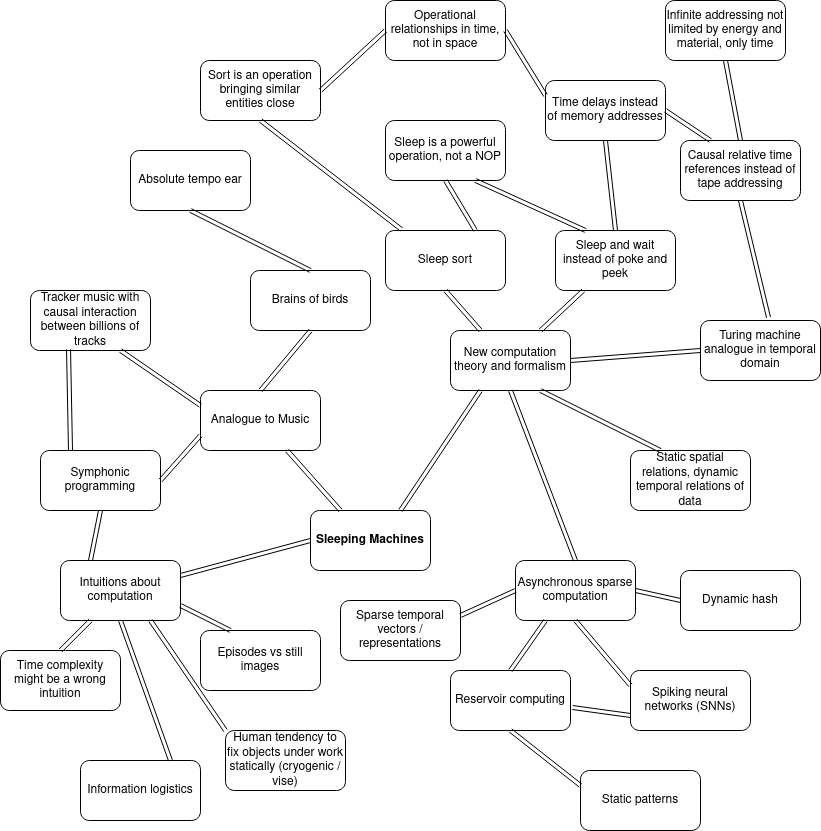 Operational
relationships in time,
not in space
Infinite addressing not
limited by energy and
material, only time
Sort is an operation
bringing similar
entities close
Time delays instead
of memory addresses
Sleep is a powerful
operation, not a NOP
Causal relative time
references instead of
tape addressing
Absolute tempo ear
Sleep sort
Sleep and wait
instead of poke and
peek
Brains of birds
Tracker music with
causal interaction
between billions of
tracks
New computation
theory and formalism
Turing machine
analogue in temporal
domain
Analogue to Music
Symphonic
programming
Static spatial
relations, dynamic
temporal relations of
data
Sleeping Machines
Intuitions about
computation
Asynchronous sparse
computation
Dynamic hash
Sparse temporal
vectors /
representations
Episodes vs still
images
Time complexity
might be a wrong
intuition
Reservoir computing
Spiking neural
networks (SNNs)
Human tendency to
fix objects under work
statically (cryogenic /
vise)
Information logistics
Static patterns